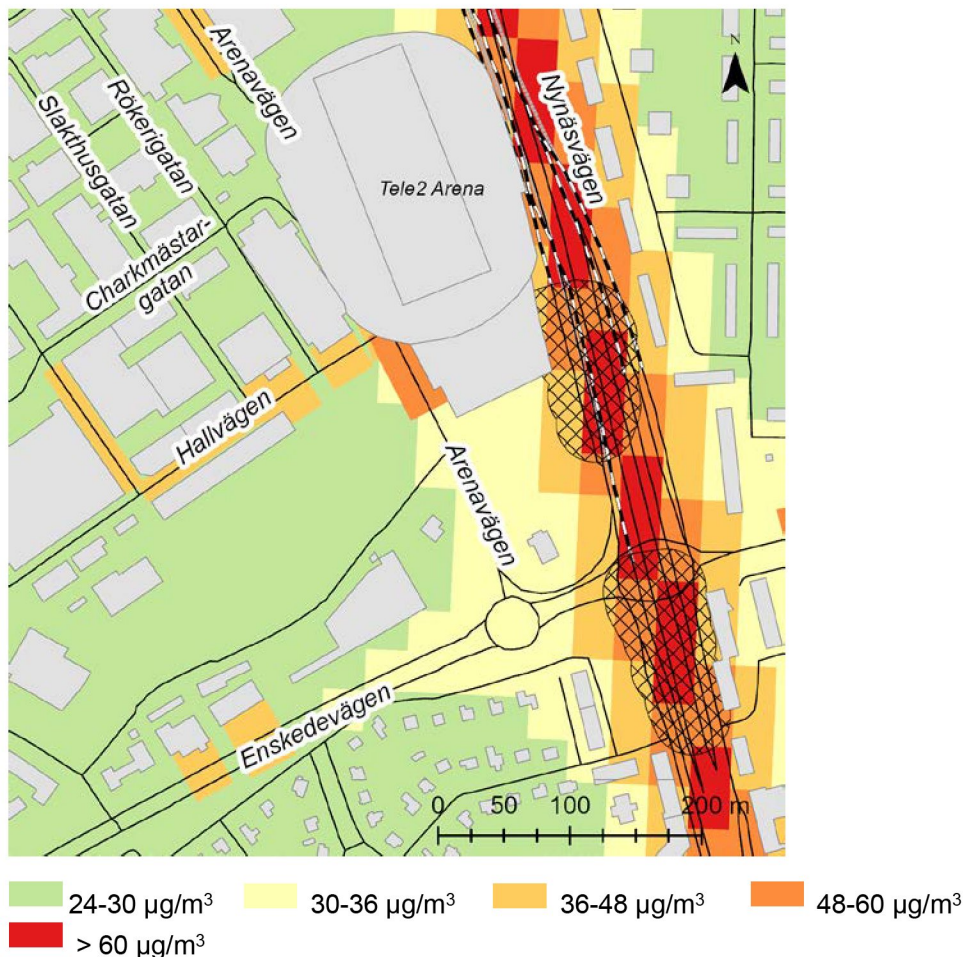 N
Arenavägen
Nynäsvägen
Rökerigatan
Slakthusgatan
Tele2 Arena
Charkmästar-
gatan
Hallvägen
Arenavägen
Enskedevägen
0 50 100 200 m
24-30 µg/m³ 30-36 µg/m³ 36-48 µg/m³ 48-60 µg/m³
> 60 µg/m³